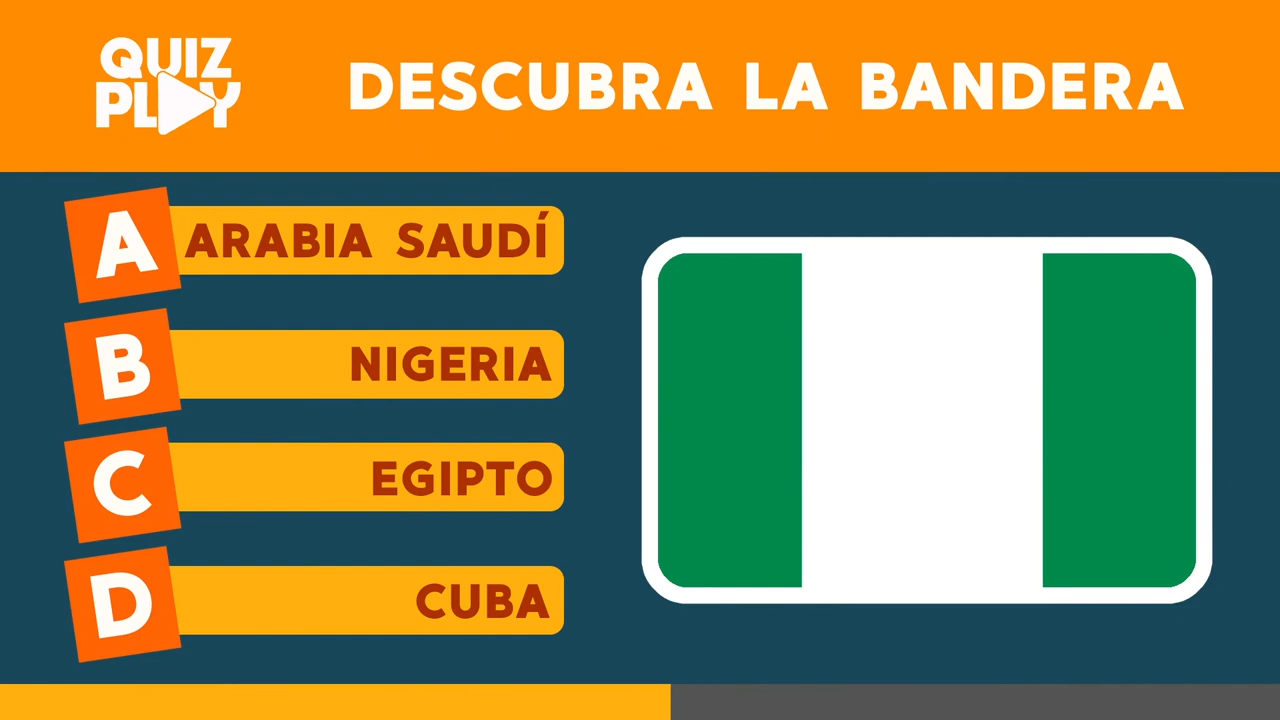 QUIZ
PLAY
DESCUBRA LA BANDERA
A ARABIA SAUDÍ
B NIGERIA
C EGIPTO
D CUBA